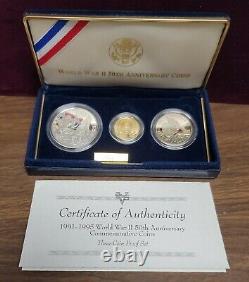 WORLD WAR II 50TH ANNIVERSARY COINS
Certificate of Authenticity
1991-1995 World War II 50th Anniversary
Commemorative Coins
Three-Coin Proof Set